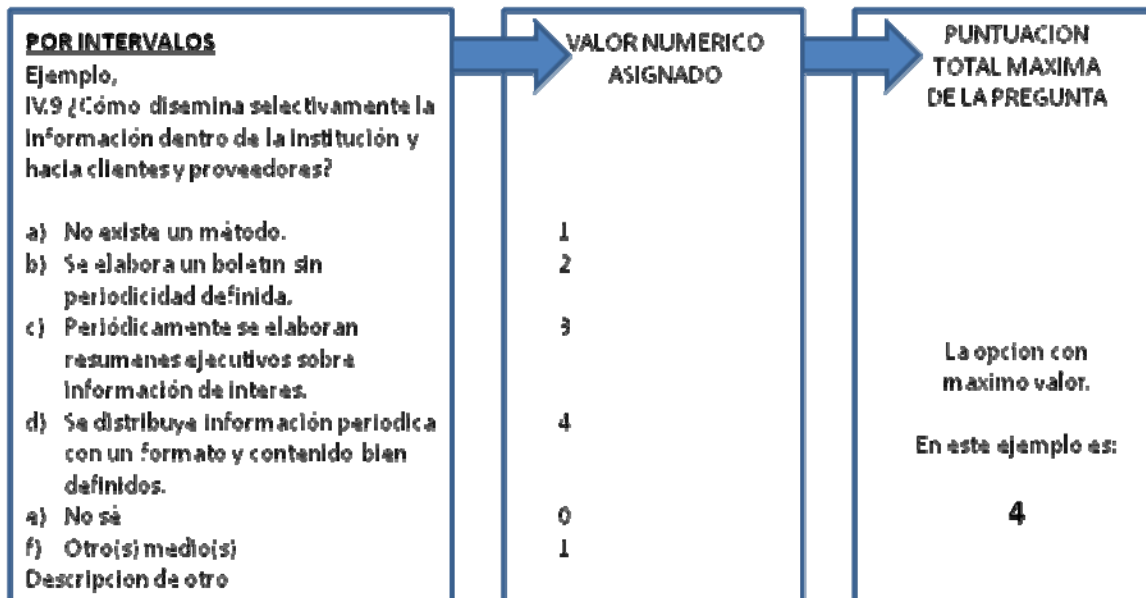 POR INTERVALOS
Ejemplo,
IV.9 ¿Cómo disemina selectivamente la
información dentro de la institución y
hacia clientes y proveedores?
a) No existe un método.
b) Se elabora un boletin sin
periodicidad definida.
c) Periódicamente se elaboran
resumenes ejecutivos sobre
información de interes.
d) Se distribuye información periodica
con un formato y contenido bien
definidos.
e) No sé
f) Otro(s) medio(s)
Descripcion de otro
VALOR NUMERICO
ASIGNADO
1
2
3
4
0
1
PUNTUACION
TOTAL MAXIMA
DE LA PREGUNTA
La opcion con
maximo valor.
En este ejemplo es:
4